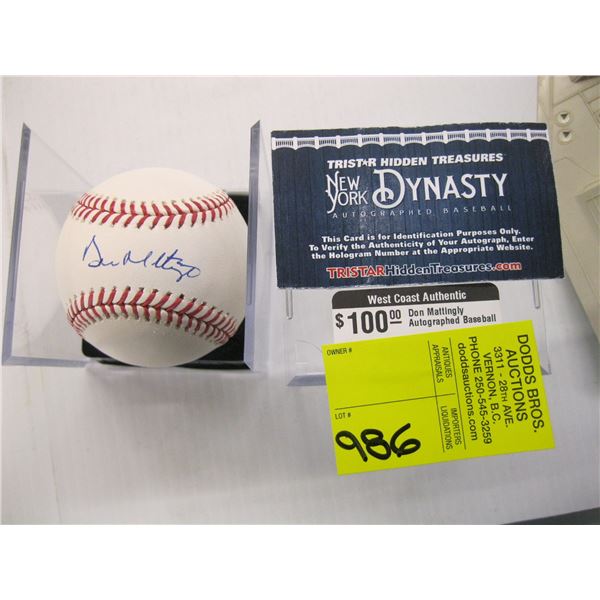 Don Mattingly
TRISTAR HIDDEN TREASURES
NEW YORK DYNASTY
AUTOGRAPHED BASEBALL
This Card is for Identification Purposes Only.
To Verify the Authenticity of Your Autograph, Enter
the Hologram Number at the Appropriate Website.
TRISTARHiddenTreasures.com
West Coast Authentic
$100.00
Don Mattingly
Autographed Baseball
OWNER #
LOT #
986
ANTIQUES
APPRAISALS
IMPORTERS
LIQUIDATIONS
DODDS BROS.
AUCTIONS
3311 - 28TH AVE.
VERNON, B.C.
PHONE 250-545-3259
doddsauctions.com